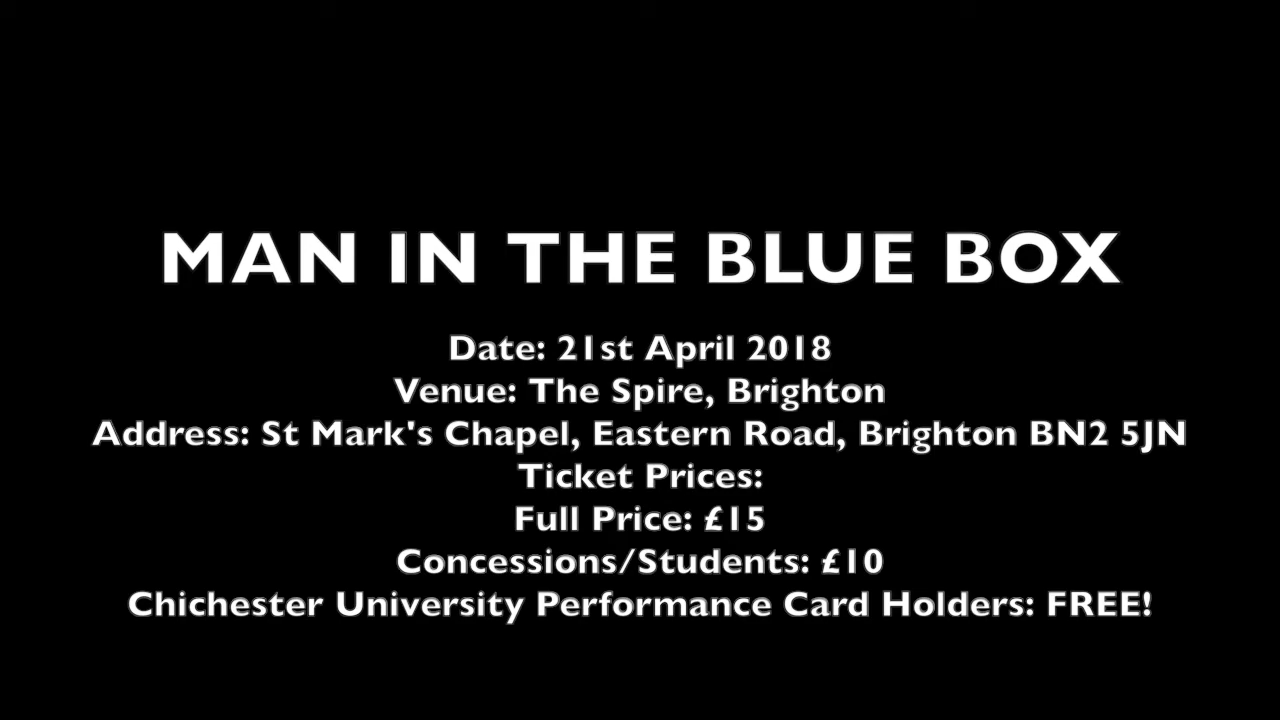 MAN IN THE BLUE BOX
Date: 21st April 2018
Venue: The Spire, Brighton
Address: St Mark's Chapel, Eastern Road, Brighton BN2 5JN
Ticket Prices:
Full Price: £15
Concessions/Students: £10
Chichester University Performance Card Holders: FREE!